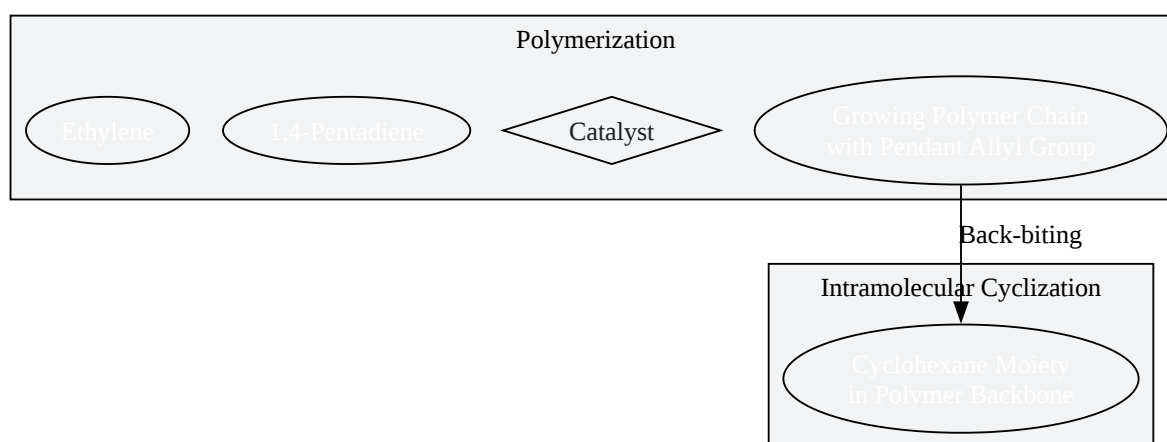 Polymerization
Ethylene
1,4-Pentadiene
Catalyst
Growing Polymer Chain
with Pendant Allyl Group
Back-biting
Intramolecular Cyclization
Cyclohexane Moiety
in Polymer Backbone